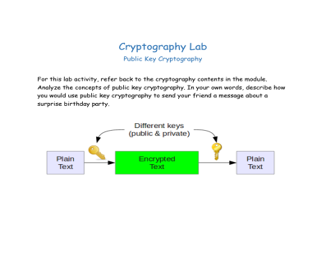 Cryptography Lab
Public Key Cryptography
For this lab activity, refer back to the cryptography contents in the module.
Analyze the concepts of public key cryptography. In your own words, describe how
you would use public key cryptography to send your friend a message about a
surprise birthday party.
Different keys
(public & private)
Plain
Text
Encrypted
Text
Plain
Text